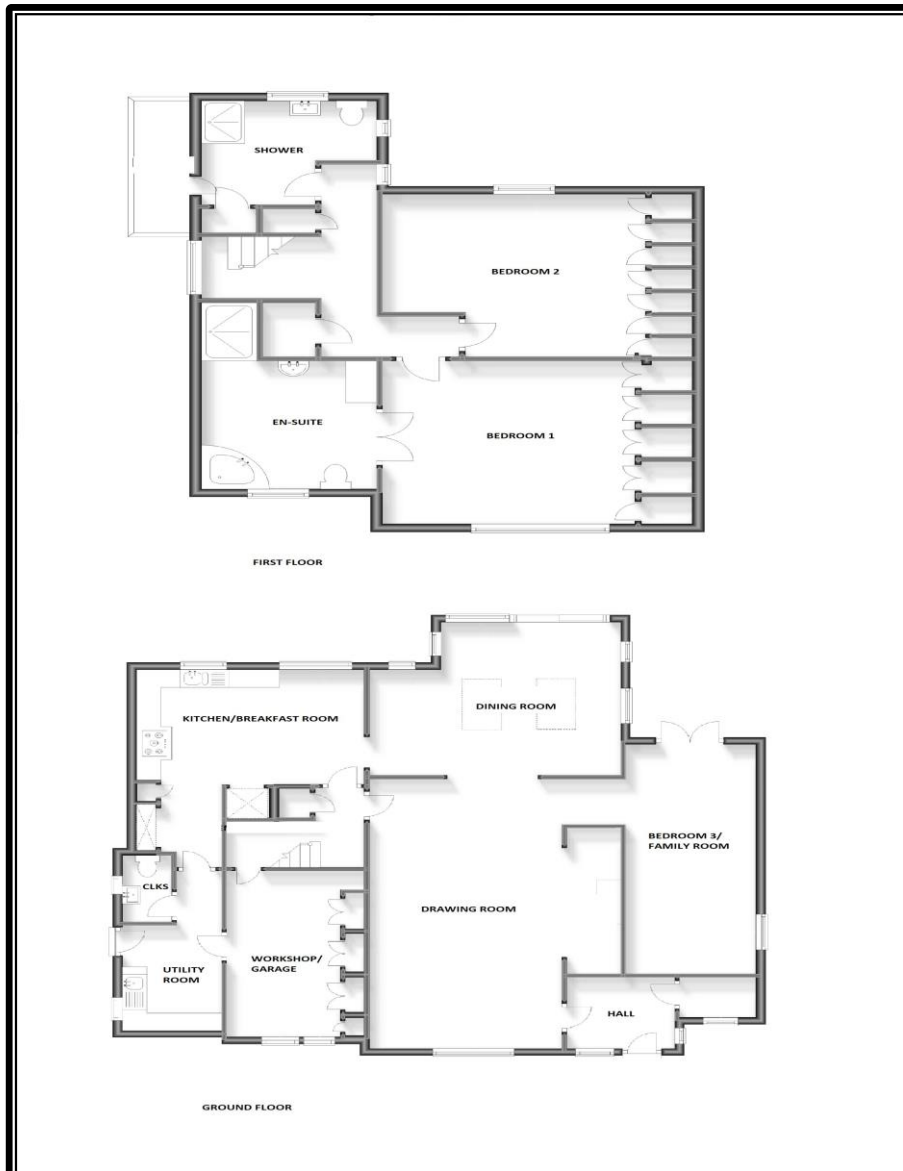 SHOWER
BEDROOM 2
EN-SUITE
BEDROOM 1
FIRST FLOOR
DINING ROOM
KITCHEN/BREAKFAST ROOM
BEDROOM 3/
FAMILY ROOM
CLKS
DRAWING ROOM
WORKSHOP/
GARAGE
UTILITY
ROOM
HALL
GROUND FLOOR